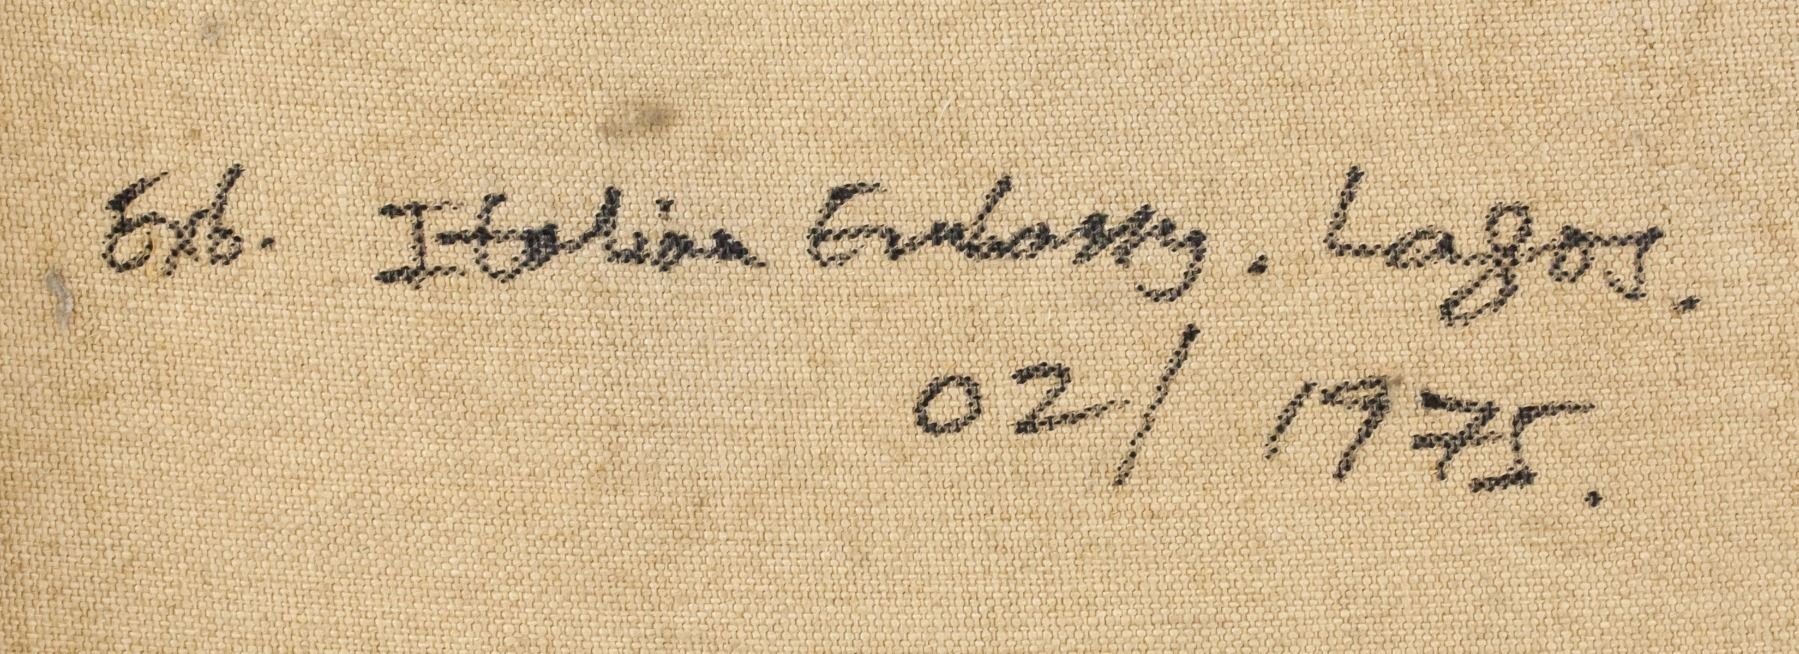 Exb. Italian Embassy. Lagos.
02/1975.